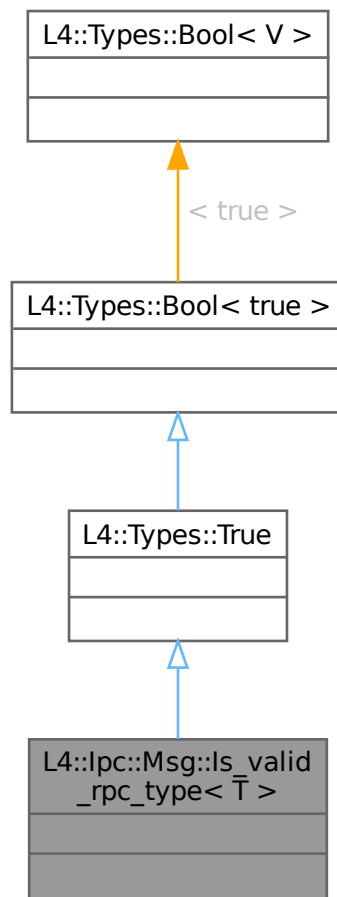 L4::Types::Bool< V >
< true >
L4::Types::Bool< true >
L4::Types::True
L4::Ipc::Msg::Is_valid
_rpc_type< T >